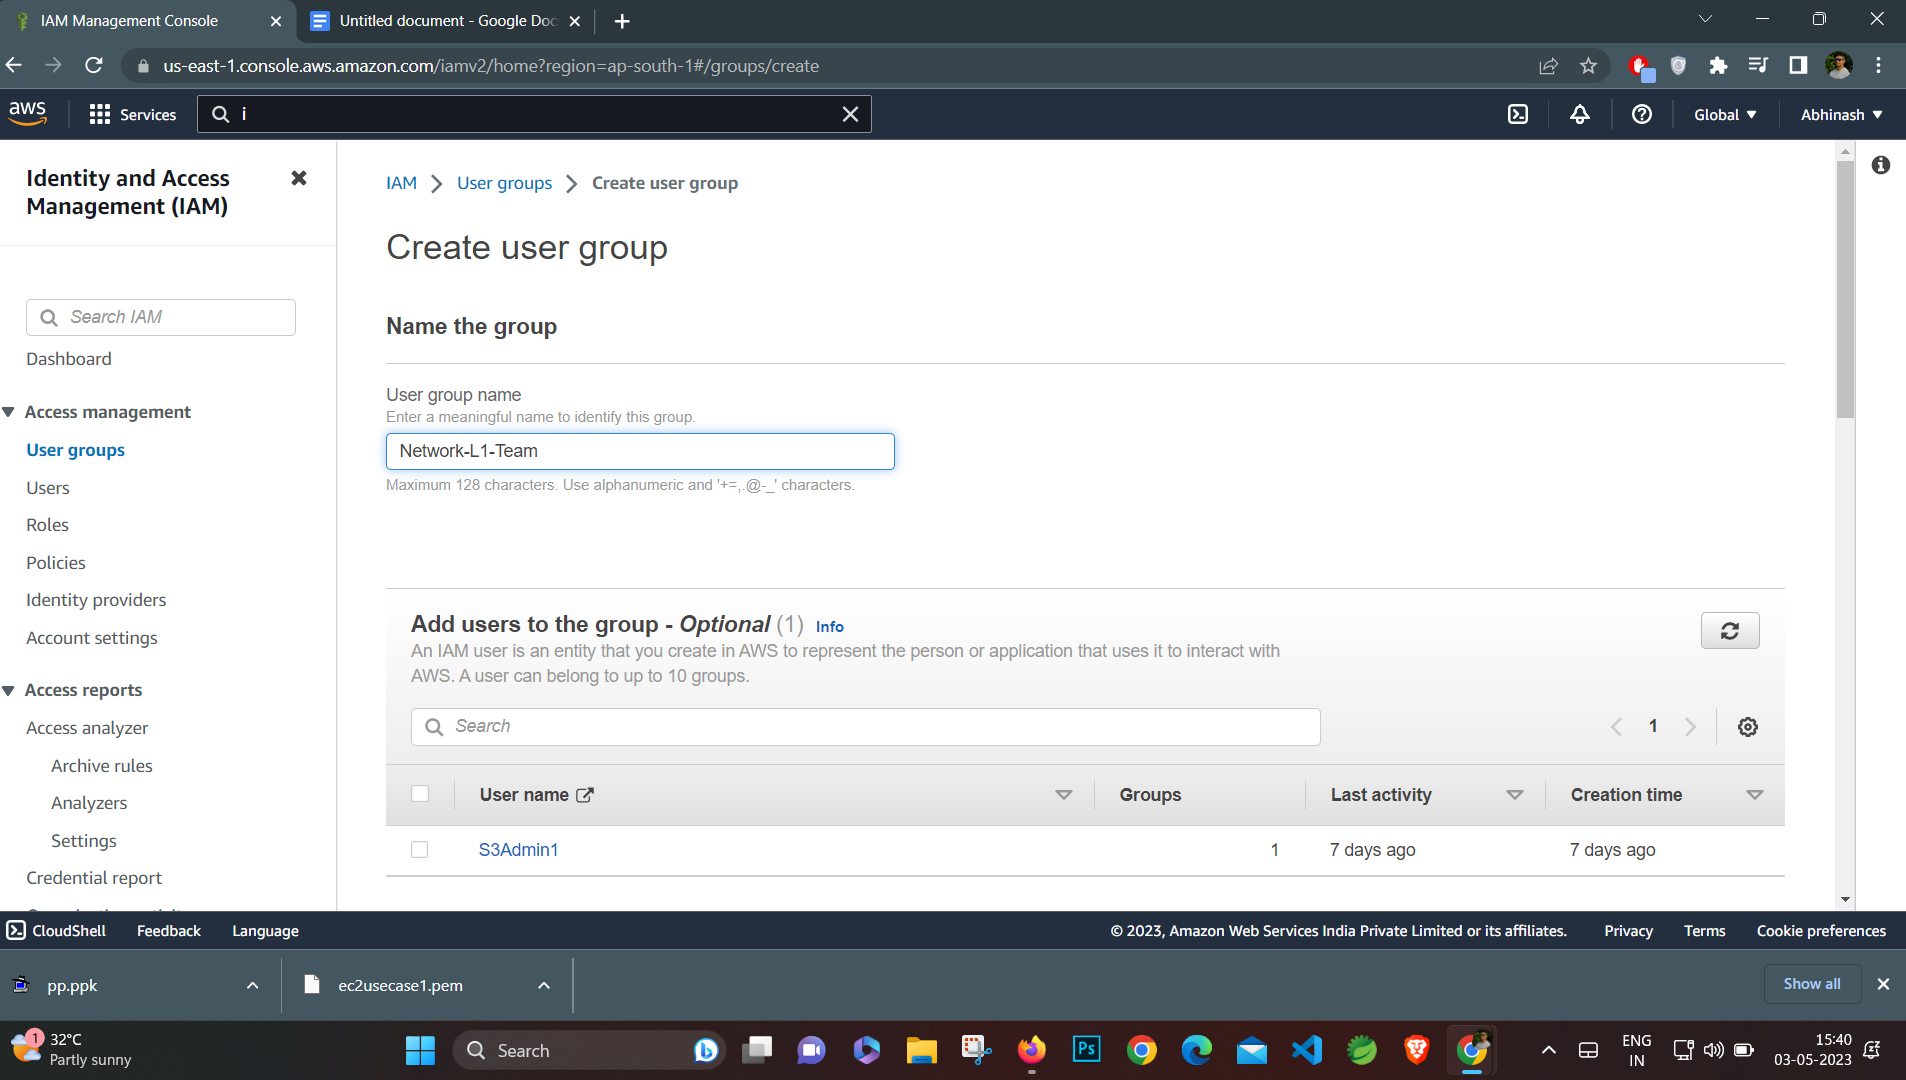 IAM Management Console
Untitled document - Google Doc
us-east-1.console.aws.amazon.com/iamv2/home?region=ap-south-1#/groups/create
aws
Services
i
Global
Abhinash
Identity and Access
Management (IAM)
Search IAM
Dashboard
Access management
User groups
Users
Roles
Policies
Identity providers
Account settings
Access reports
Access analyzer
Archive rules
Analyzers
Settings
Credential report
IAM > User groups > Create user group
Create user group
Name the group
User group name
Enter a meaningful name to identify this group.
Network-L1-Team
Maximum 128 characters. Use alphanumeric and '+=,.@-_' characters.
Add users to the group - Optional (1) Info
An IAM user is an entity that you create in AWS to represent the person or application that uses it to interact with
AWS. A user can belong to up to 10 groups.
Search
1
User name Groups Last activity Creation time
S3Admin1 1 7 days ago 7 days ago
CloudShell Feedback Language
© 2023, Amazon Web Services India Private Limited or its affiliates. Privacy Terms Cookie preferences
pp.ppk
ec2usecase1.pem
Show all
1
32°C
Partly sunny
Search
Ps
ENG
IN
15:40
03-05-2023